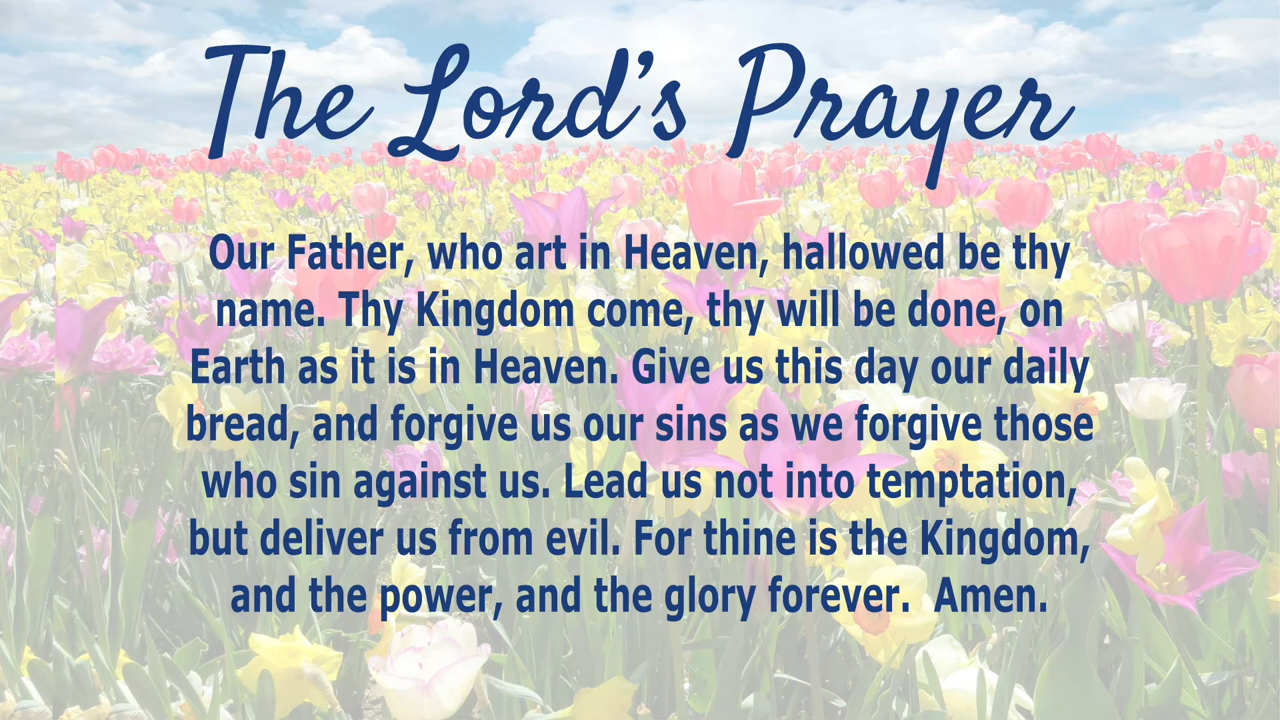 The Lord’s Prayer
Our Father, who art in Heaven, hallowed be thy
name. Thy Kingdom come, thy will be done, on
Earth as it is in Heaven. Give us this day our daily
bread, and forgive us our sins as we forgive those
who sin against us. Lead us not into temptation,
but deliver us from evil. For thine is the Kingdom,
and the power, and the glory forever.  Amen.